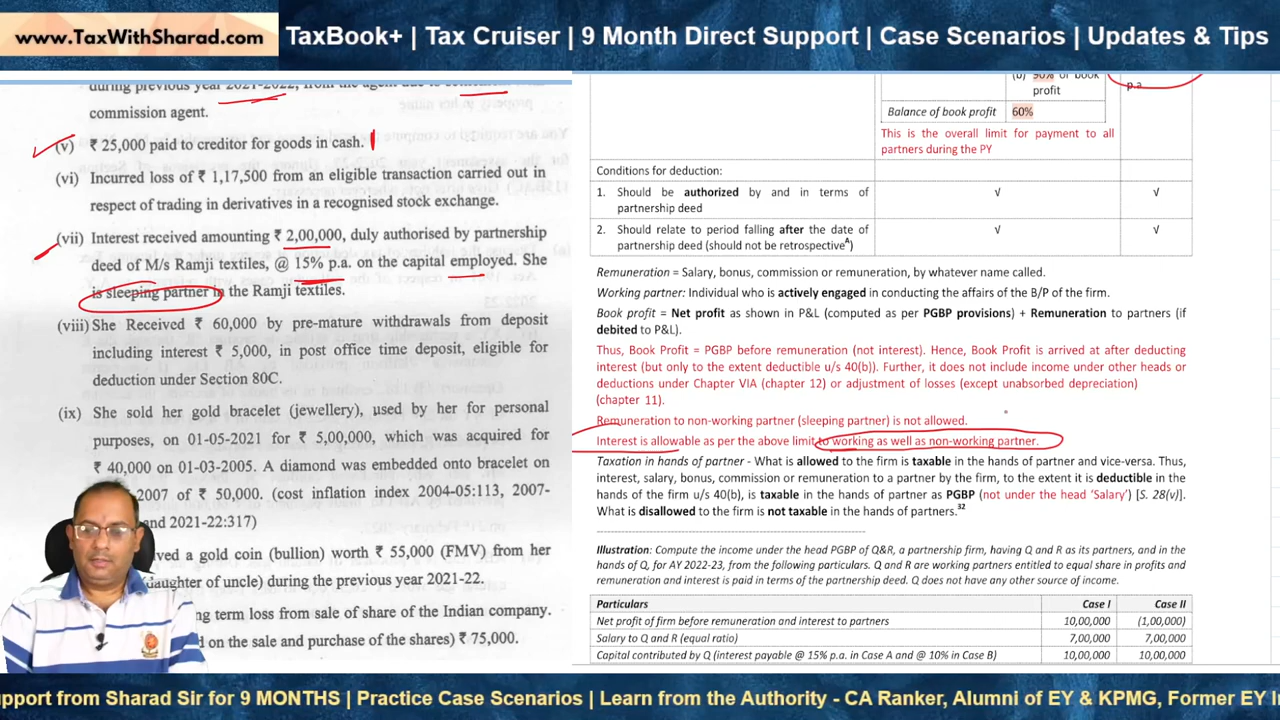 www.TaxWithSharad.com
TaxBook+ | Tax Cruiser | 9 Month Direct Support | Case Scenarios | Updates & Tips
during previous year 2021-2022, from the agent due to
commission agent.
(v) ₹ 25,000 paid to creditor for goods in cash.
(vi) Incurred loss of ₹ 1,17,500 from an eligible transaction carried out in
respect of trading in derivatives in a recognised stock exchange.
(vii) Interest received amounting ₹ 2,00,000, duly authorised by partnership
deed of M/s Ramji textiles, @ 15% p.a. on the capital employed. She
is sleeping partner in the Ramji textiles.
(viii) She Received ₹ 60,000 by pre-mature withdrawals from deposit
including interest ₹ 5,000, in post office time deposit, eligible for
deduction under Section 80C.
(ix) She sold her gold bracelet (jewellery), used by her for personal
purposes, on 01-05-2021 for ₹ 5,00,000, which was acquired for
₹ 40,000 on 01-03-2005. A diamond was embedded onto bracelet on
2007 of ₹ 50,000. (cost inflation index 2004-05:113, 2007-
and 2021-22:317)
ved a gold coin (bullion) worth ₹ 55,000 (FMV) from her
daughter of uncle) during the previous year 2021-22.
ng term loss from sale of share of the Indian company.
d on the sale and purchase of the shares) ₹ 75,000.
(b) 90% of book
profit
p.a.
Balance of book profit 60%
This is the overall limit for payment to all
partners during the PY
Conditions for deduction:
1. Should be authorized by and in terms of
partnership deed
√ √
2. Should relate to period falling after the date of
partnership deed (should not be retrospective^)
√ √
Remuneration = Salary, bonus, commission or remuneration, by whatever name called.
Working partner: Individual who is actively engaged in conducting the affairs of the B/P of the firm.
Book profit = Net profit as shown in P&L (computed as per PGBP provisions) + Remuneration to partners (if
debited to P&L).
Thus, Book Profit = PGBP before remuneration (not interest). Hence, Book Profit is arrived at after deducting
interest (but only to the extent deductible u/s 40(b)). Further, it does not include income under other heads or
deductions under Chapter VIA (chapter 12) or adjustment of losses (except unabsorbed depreciation)
(chapter 11).
Remuneration to non-working partner (sleeping partner) is not allowed.
Interest is allowable as per the above limit to working as well as non-working partner.
Taxation in hands of partner - What is allowed to the firm is taxable in the hands of partner and vice-versa. Thus,
interest, salary, bonus, commission or remuneration to a partner by the firm, to the extent it is deductible in the
hands of the firm u/s 40(b), is taxable in the hands of partner as PGBP (not under the head 'Salary') [S. 28(v)].
What is disallowed to the firm is not taxable in the hands of partners.32
Illustration: Compute the income under the head PGBP of Q&R, a partnership firm, having Q and R as its partners, and in the
hands of Q, for AY 2022-23, from the following particulars. Q and R are working partners entitled to equal share in profits and
remuneration and interest is paid in terms of the partnership deed. Q does not have any other source of income.
Particulars Case I Case II
Net profit of firm before remuneration and interest to partners 10,00,000 (1,00,000)
Salary to Q and R (equal ratio) 7,00,000 7,00,000
Capital contributed by Q (interest payable @ 15% p.a. in Case A and @ 10% in Case B) 10,00,000 10,00,000
upport from Sharad Sir for 9 MONTHS | Practice Case Scenarios | Learn from the Authority - CA Ranker, Alumni of EY & KPMG, Former EY I